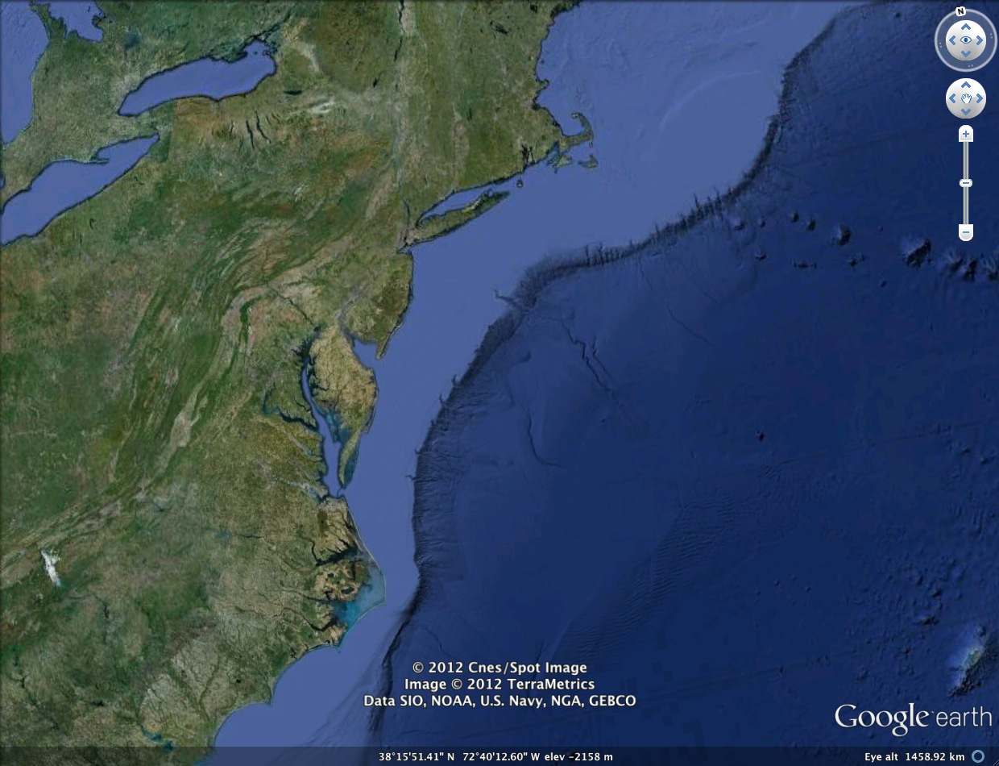 N
© 2012 Cnes/Spot Image
Image © 2012 TerraMetrics
Data SIO, NOAA, U.S. Navy, NGA, GEBCO
Google earth
38°15'51.41" N 72°40'12.60" W elev -2158 m
Eye alt 1458.92 km